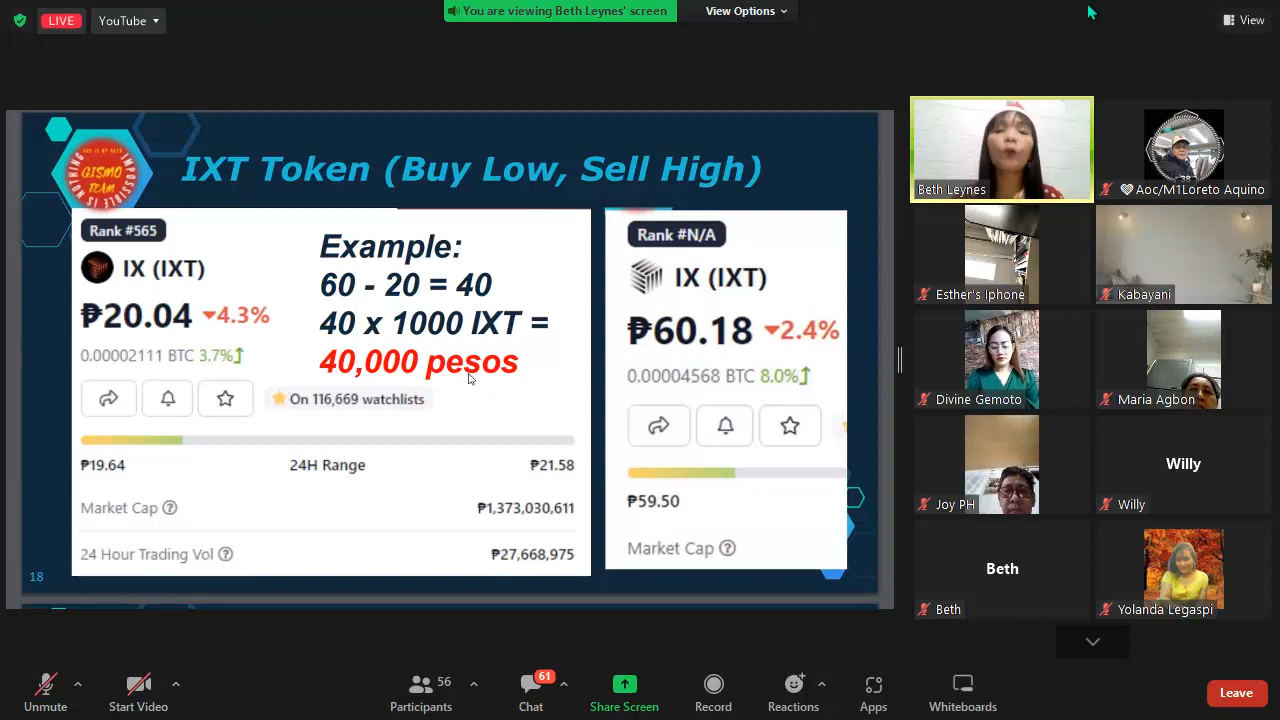 LIVE
YouTube
You are viewing Beth Leynes' screen
View Options
View
IMPOSSIBLE IS NOTHING
QISMO
TEAM
IXT Token (Buy Low, Sell High)
Rank #565
IX (IXT)
₱20.04 4.3%
0.00002111 BTC 3.7%
On 116,669 watchlists
₱19.64 24H Range ₱21.58
Market Cap ? ₱1,373,030,611
24 Hour Trading Vol ? ₱27,668,975
Example:
60 - 20 = 40
40 x 1000 IXT =
40,000 pesos
Rank #N/A
IX (IXT)
₱60.18 2.4%
0.00004568 BTC 8.0%
₱59.50
Market Cap ?
18
Beth Leynes
Aoc/M1Loreto Aquino
Esther's Iphone
Kabayani
Divine Gemoto
Maria Agbon
Joy PH
Willy
Willy
Beth
Beth
Yolanda Legaspi
Unmute
Start Video
56
Participants
61
Chat
Share Screen
Record
Reactions
Apps
Whiteboards
Leave